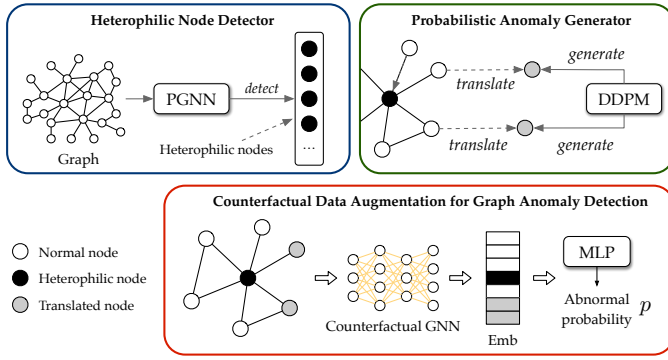 Heterophilic Node Detector
PGNN
detect
Graph
Heterophilic nodes
...
Probabilistic Anomaly Generator
generate
translate
DDPM
translate
generate
Counterfactual Data Augmentation for Graph Anomaly Detection
Normal node
Heterophilic node
Translated node
Counterfactual GNN
Emb
MLP
Abnormal
probability p